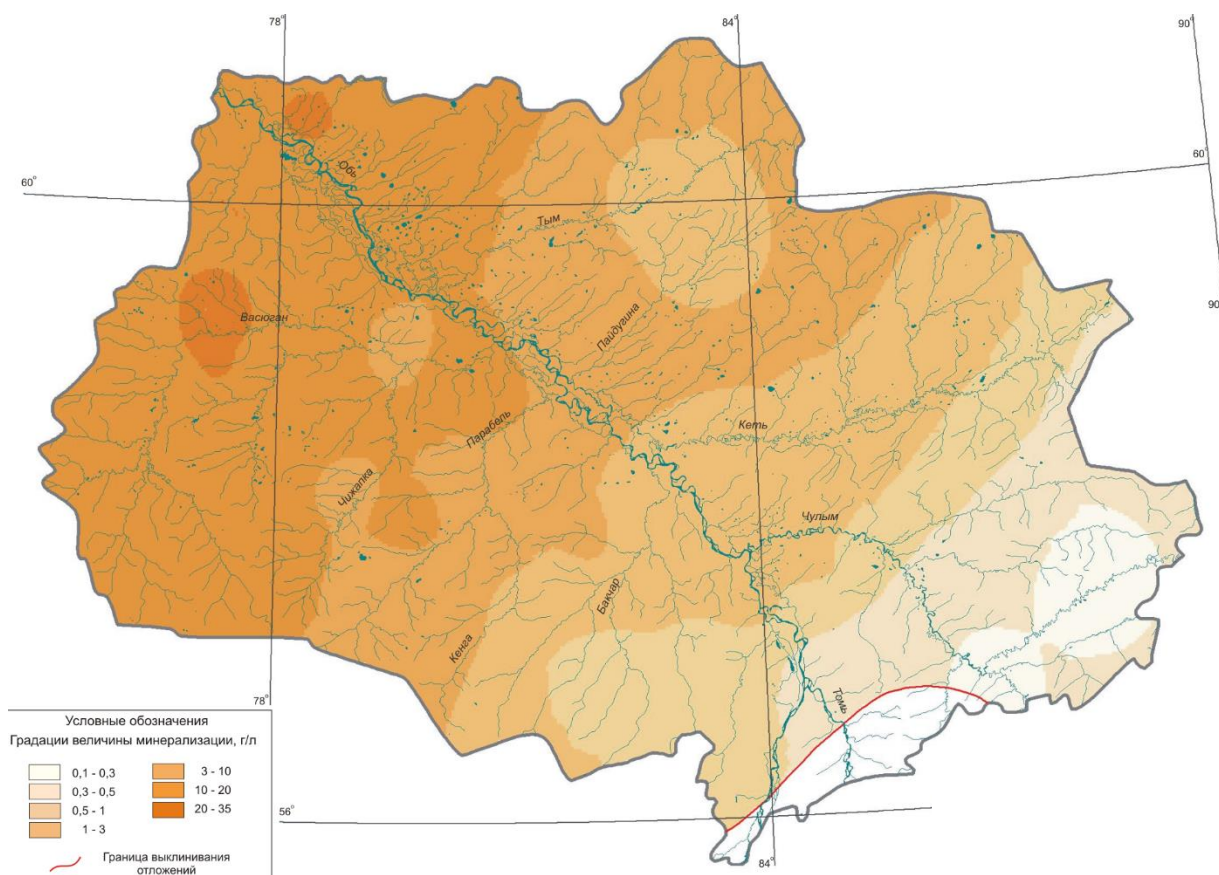 78°
84°
90°
60°
60°
Обь
Тым
Пайдугина
Васюган
90°
Парабель
Кеть
Чижапка
Чулым
Бакчар
Кенга
Томь
78°
56°
84°
Условные обозначения
Градации величины минерализации, г/л
0,1 - 0,3
3 - 10
0,3 - 0,5
10 - 20
0,5 - 1
20 - 35
1 - 3
Граница выклинивания
отложений